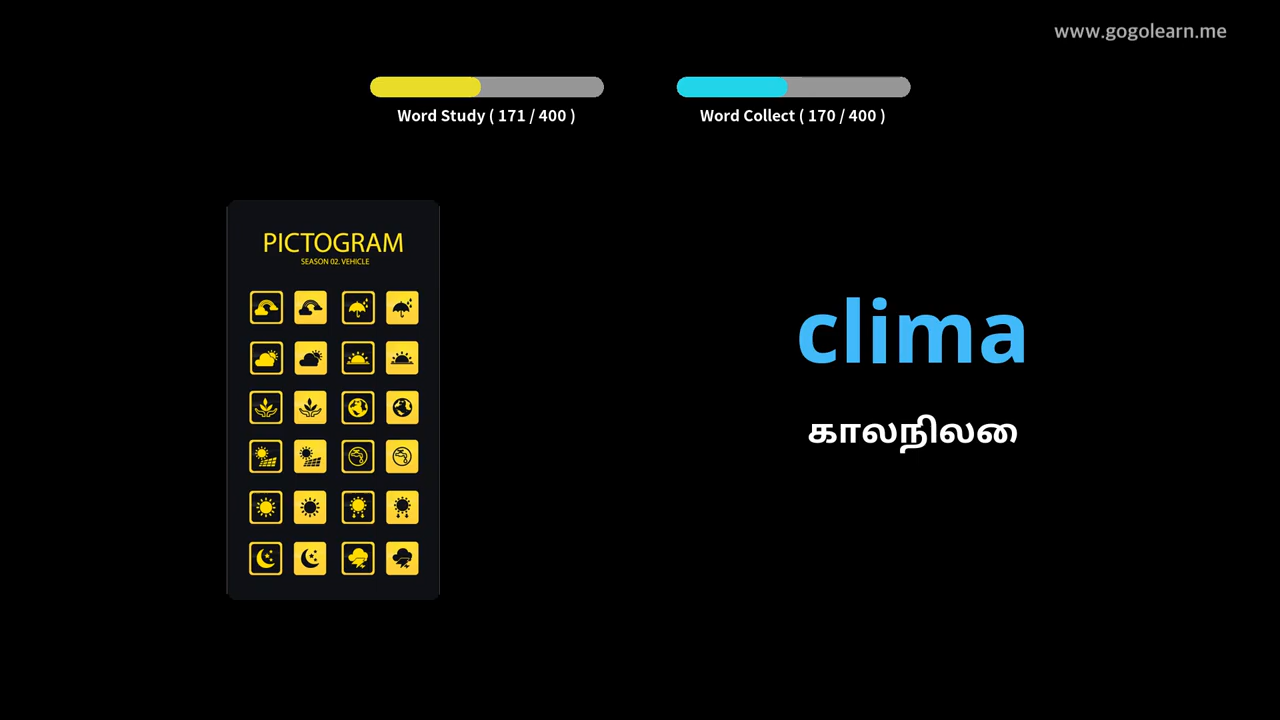 www.gogolearn.me
Word Study ( 171 / 400 )
Word Collect ( 170 / 400 )
PICTOGRAM
SEASON 02. VEHICLE
clima
காலநிலை